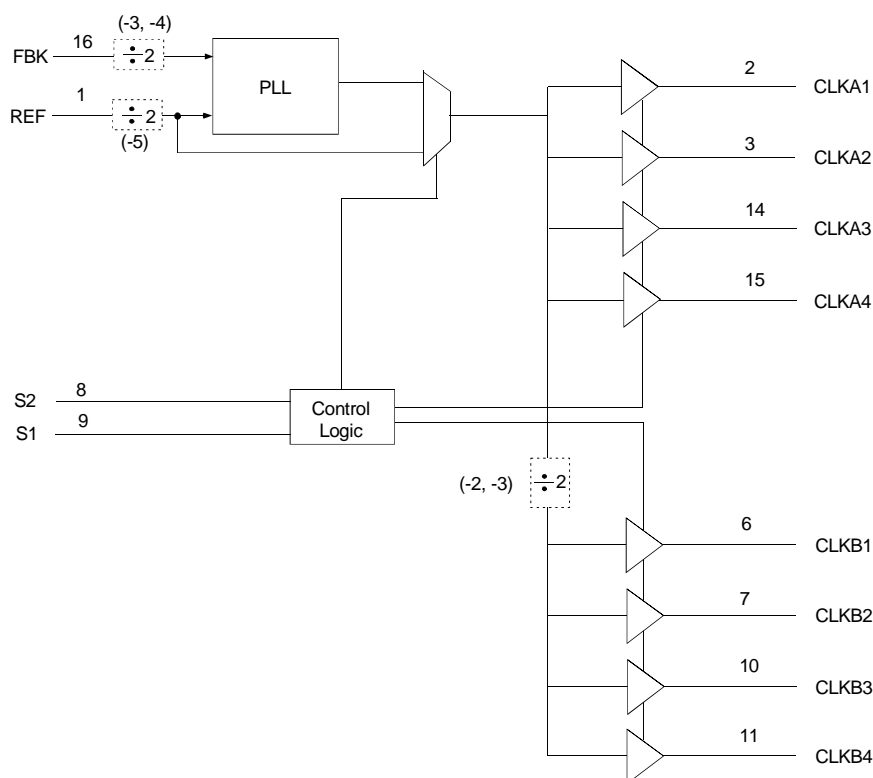 (-3, -4)
FBK 16 ÷2
PLL
REF 1 ÷2
(-5)
2 CLKA1
3 CLKA2
14 CLKA3
15 CLKA4
S2 8
S1 9
Control
Logic
(-2, -3) ÷2
6 CLKB1
7 CLKB2
10 CLKB3
11 CLKB4